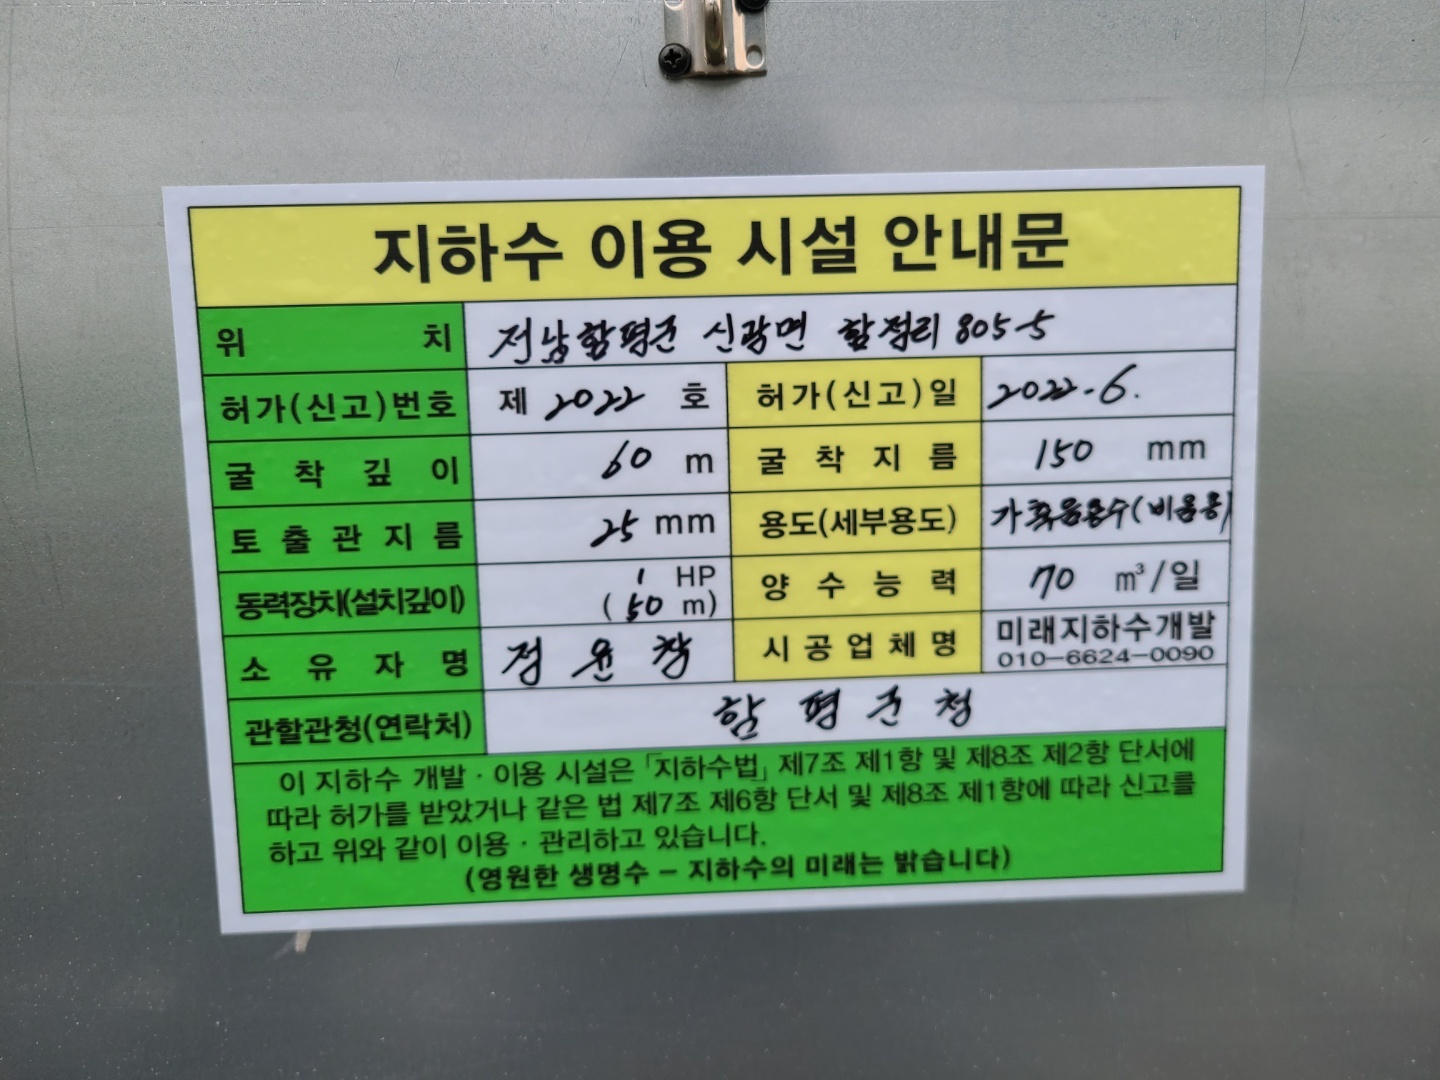 지하수 이용 시설 안내문
위 치 전남함평군 신광면 함정리 805-5
허가(신고)번호 제 2022 호 허가(신고)일 2022.6.
굴착깊이 60 m 굴착지름 150 mm
토출관지름 25 mm 용도(세부용도) 가축용용수(비음용)
동력장치(설치깊이) 1 HP (50 m) 양수능력 70 ㎥/일
소유자명 정윤창 시공업체명 미래지하수개발 010-6624-0090
관할관청(연락처) 함평군청
이 지하수 개발·이용 시설은 「지하수법」 제7조 제1항 및 제8조 제2항 단서에
따라 허가를 받았거나 같은 법 제7조 제6항 단서 및 제8조 제1항에 따라 신고를
하고 위와 같이 이용·관리하고 있습니다.
(영원한 생명수 - 지하수의 미래는 밝습니다)